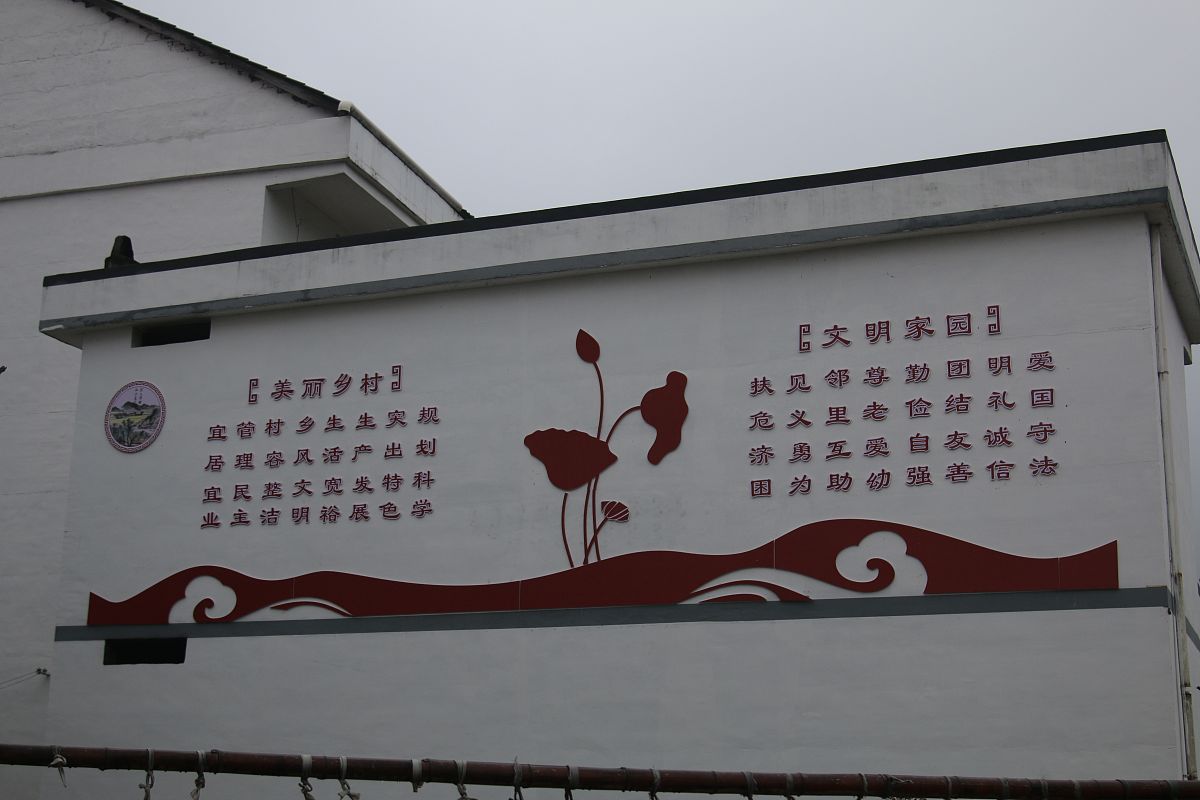 美丽乡村
规划科学
突出特色
生产发展
生活宽裕
乡风文明
村容整洁
管理民主
宜居宜业
文明家园
爱国守法
明礼诚信
团结友善
勤俭自强
尊老爱幼
邻里互助
见义勇为
扶危济困